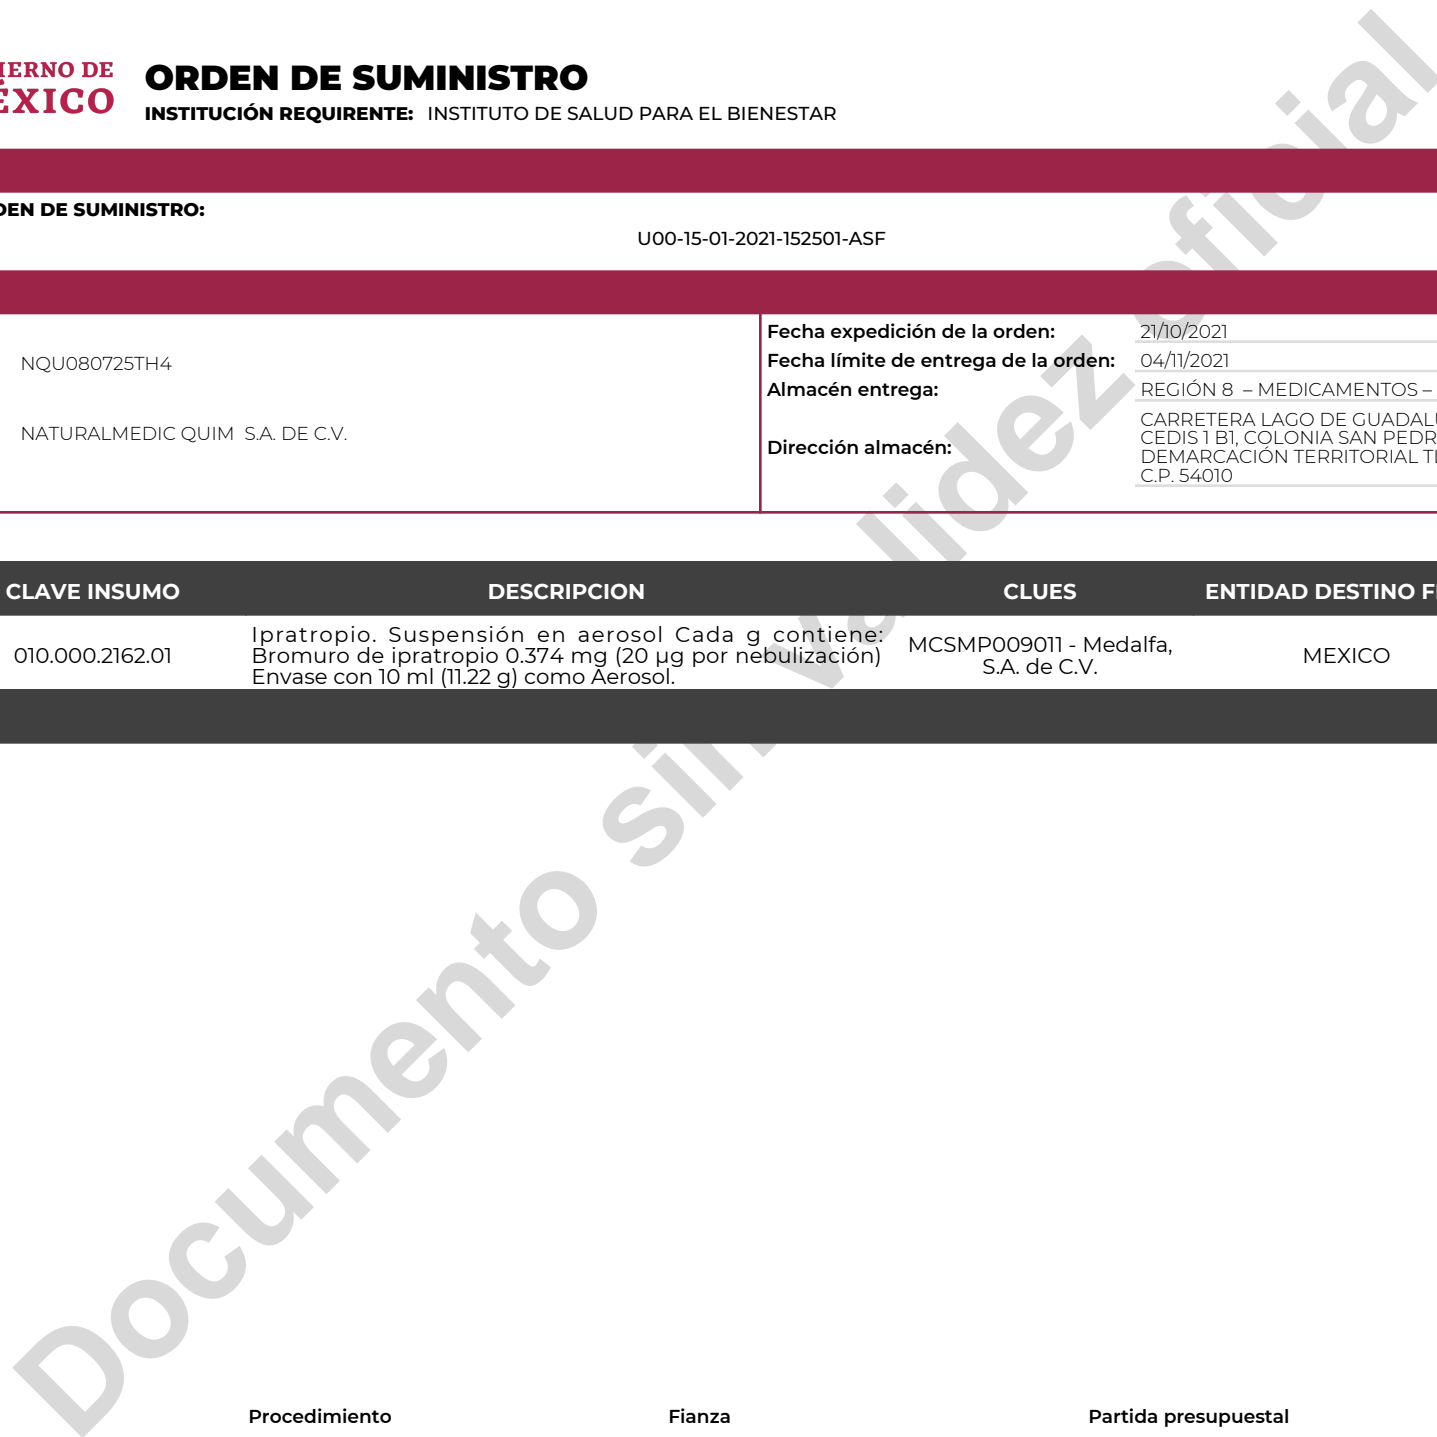 IERNO DE
ÉXICO
ORDEN DE SUMINISTRO
INSTITUCIÓN REQUIRENTE: INSTITUTO DE SALUD PARA EL BIENESTAR
DEN DE SUMINISTRO:
U00-15-01-2021-152501-ASF
NQU080725TH4
NATURALMEDIC QUIM S.A. DE C.V.
Fecha expedición de la orden: 21/10/2021
Fecha límite de entrega de la orden: 04/11/2021
Almacén entrega: REGIÓN 8 – MEDICAMENTOS –
Dirección almacén:
CARRETERA LAGO DE GUADALU
CEDIS 1 B1, COLONIA SAN PEDR
DEMARCACIÓN TERRITORIAL TL
C.P. 54010
CLAVE INSUMO DESCRIPCION CLUES ENTIDAD DESTINO F
010.000.2162.01
Ipratropio. Suspensión en aerosol Cada g contiene:
Bromuro de ipratropio 0.374 mg (20 µg por nebulización)
Envase con 10 ml (11.22 g) como Aerosol.
MCSMP009011 - Medalfa,
S.A. de C.V.
MEXICO
Documento sin validez oficial
Procedimiento Fianza Partida presupuestal